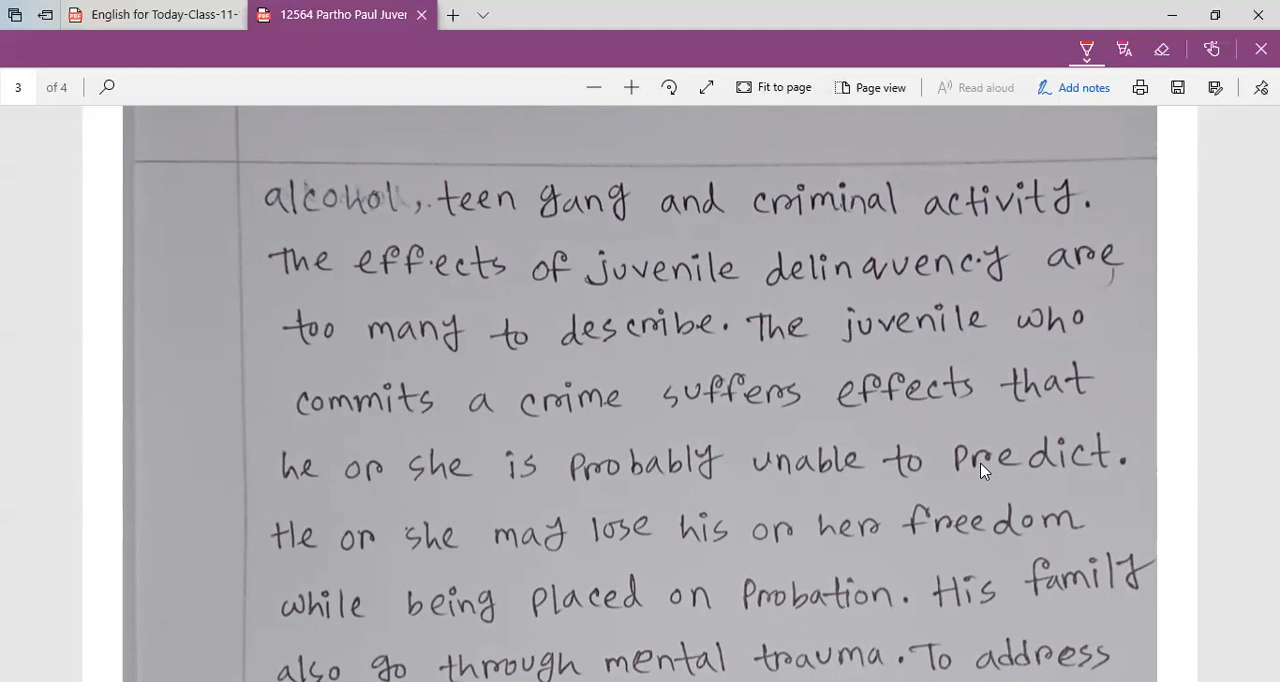 English for Today-Class-11-
12564 Partho Paul Juver
3 of 4
Fit to page
Page view
Read aloud
Add notes
alcohol, teen gang and criminal activity.
The effects of juvenile delinquency are
too many to describe. The juvenile who
commits a crime suffers effects that
he or she is probably unable to predict.
He or she may lose his or her freedom
while being placed on probation. His family
also go through mental trauma. To address